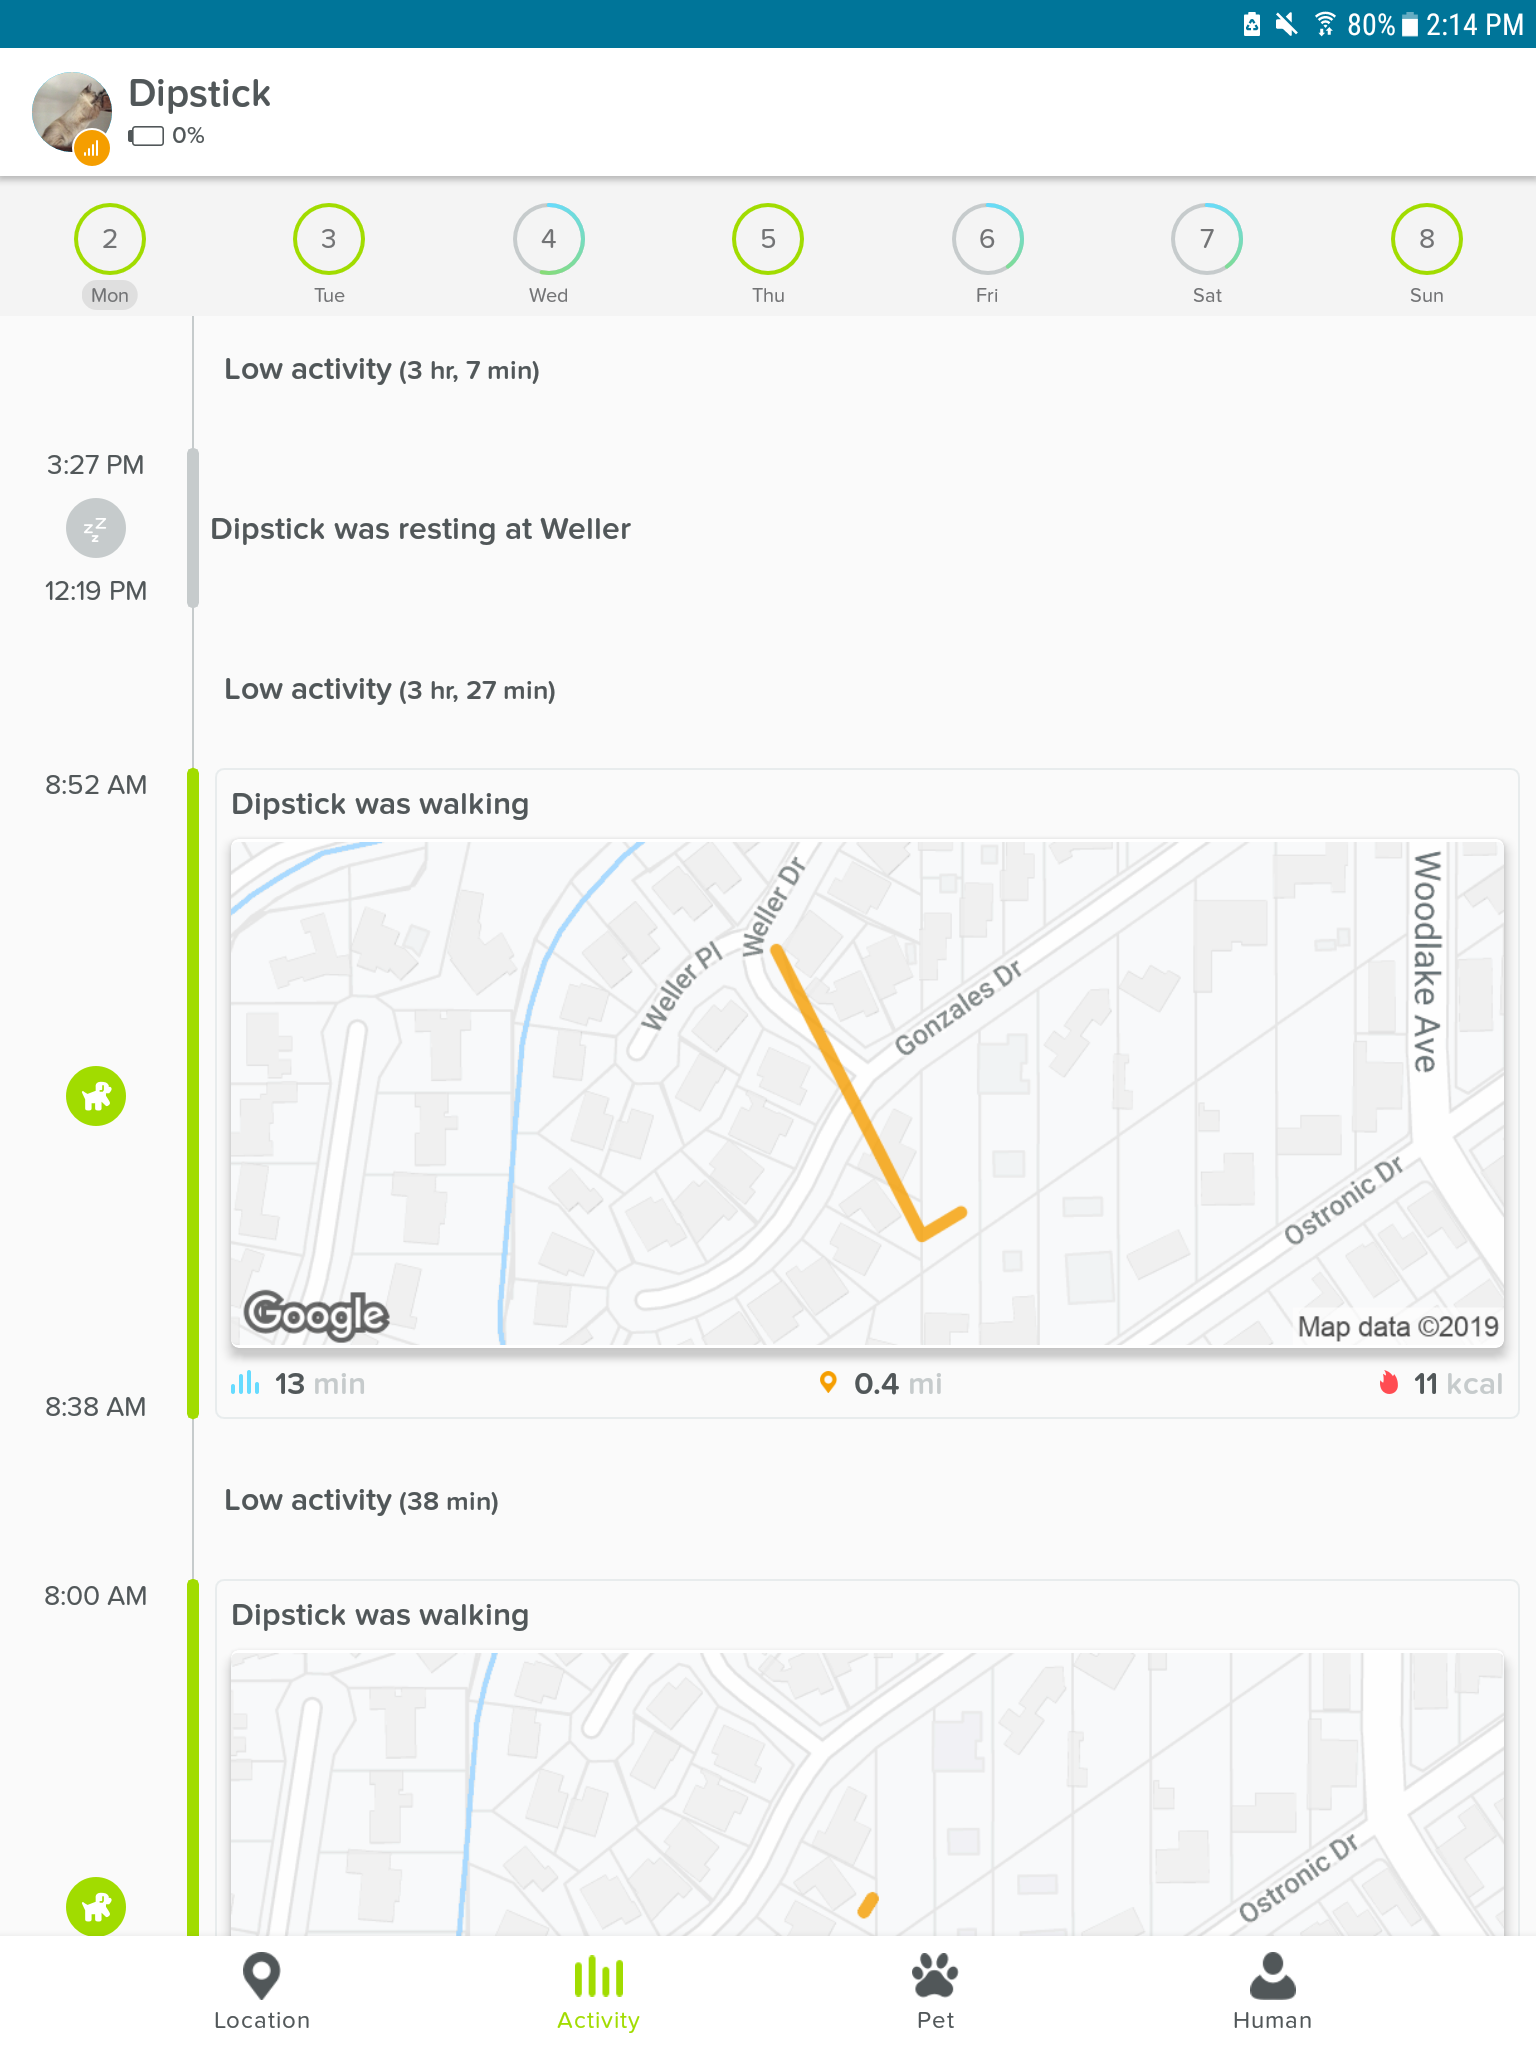 80% 2:14 PM
Dipstick
0%
2 3 4 5 6 7 8
Mon Tue Wed Thu Fri Sat Sun
Low activity (3 hr, 7 min)
3:27 PM
zzz
Dipstick was resting at Weller
12:19 PM
Low activity (3 hr, 27 min)
8:52 AM
Dipstick was walking
Weller Dr
Weller Pl
Gonzales Dr
Woodlake Ave
Ostronic Dr
Google
Map data ©2019
13 min 0.4 mi 11 kcal
8:38 AM
Low activity (38 min)
8:00 AM
Dipstick was walking
Ostronic Dr
Location Activity Pet Human